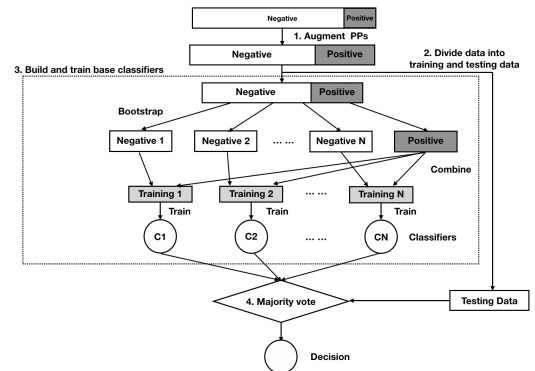 Negative Positive
1. Augment PPs
Negative Positive
2. Divide data into
training and testing data
3. Build and train base classifiers
Negative Positive
Bootstrap
Negative 1 Negative 2 ... ... Negative N Positive
Combine
Training 1 Training 2 ... ... Training N
Train Train Train
C1 C2 ... ... CN Classifiers
4. Majority vote Testing Data
Decision